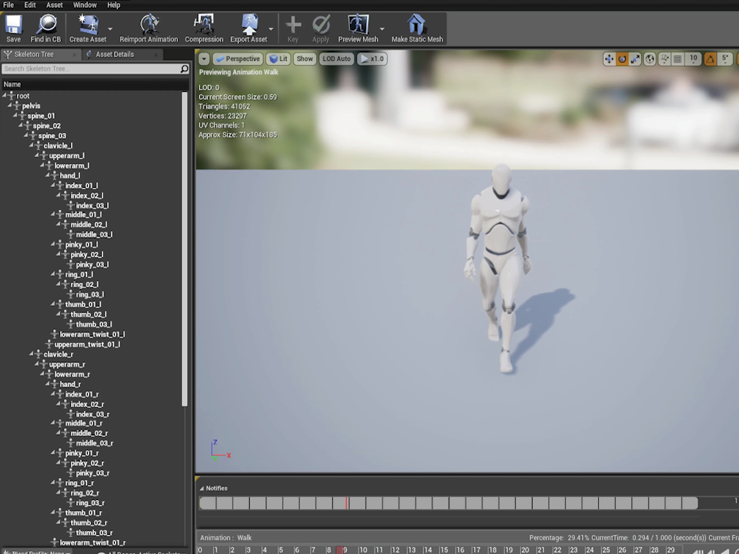 File Edit Asset Window Help
Save Find in CB Create Asset Reimport Animation Compression Export Asset Key Apply Preview Mesh Make Static Mesh
Skeleton Tree Asset Details
Search Skeleton Tree
Name
root
pelvis
spine_01
spine_02
spine_03
clavicle_l
upperarm_l
lowerarm_l
hand_l
index_01_l
index_02_l
index_03_l
middle_01_l
middle_02_l
middle_03_l
pinky_01_l
pinky_02_l
pinky_03_l
ring_01_l
ring_02_l
ring_03_l
thumb_01_l
thumb_02_l
thumb_03_l
lowerarm_twist_01_l
upperarm_twist_01_l
clavicle_r
upperarm_r
lowerarm_r
hand_r
index_01_r
index_02_r
index_03_r
middle_01_r
middle_02_r
middle_03_r
pinky_01_r
pinky_02_r
pinky_03_r
ring_01_r
ring_02_r
ring_03_r
thumb_01_r
thumb_02_r
thumb_03_r
lowerarm_twist_01_r
Perspective Lit Show LOD Auto x1.0 10 5°
Previewing Animation Walk
LOD: 0
Current Screen Size: 0.59
Triangles: 41052
Vertices: 23297
UV Channels: 1
Approx Size: 71x104x185
Z
X
Notifies
1
Animation : Walk Percentage: 29.41% CurrentTime: 0.294 / 1.000 (second(s)) Current Fra
0 1 2 3 4 5 6 7 8 9 10 11 12 13 14 15 16 17 18 19 20 21 22 23 24 25 26 27 28 29